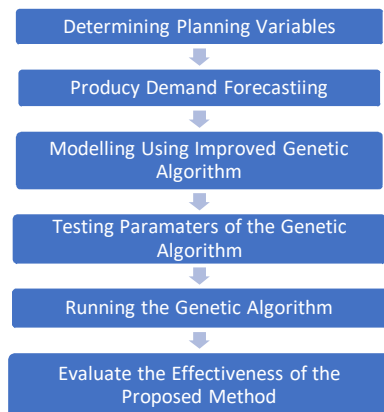 Determining Planning Variables
Producy Demand Forecastiing
Modelling Using Improved Genetic
Algorithm
Testing Paramaters of the Genetic
Algorithm
Running the Genetic Algorithm
Evaluate the Effectiveness of the
Proposed Method